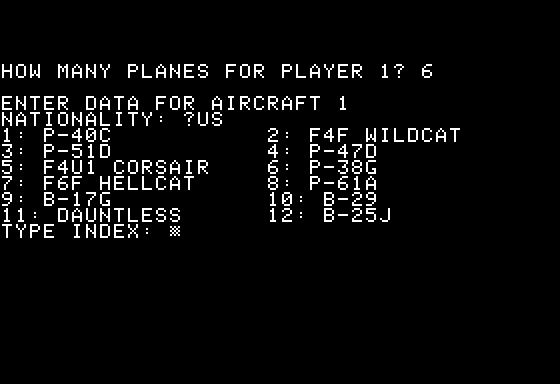 HOW MANY PLANES FOR PLAYER 1? 6
ENTER DATA FOR AIRCRAFT 1
NATIONALITY: ?US
1: P-40C 2: F4F WILDCAT
3: P-51D 4: P-47D
5: F4U1 CORSAIR 6: P-38G
7: F6F HELLCAT 8: P-61A
9: B-17G 10: B-29
11: DAUNTLESS 12: B-25J
TYPE INDEX: